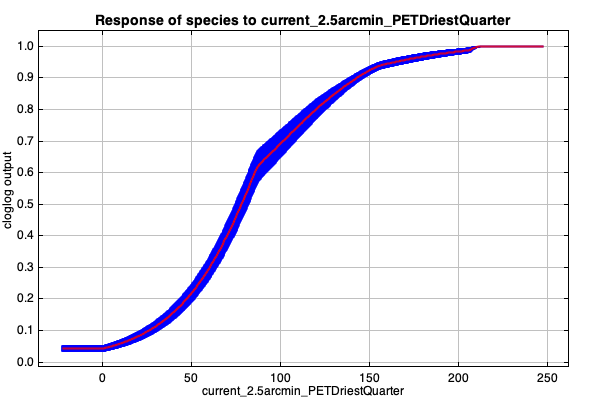 Response of species to current_2.5arcmin_PETDriestQuarter
1.0
0.9
0.8
0.7
0.6
0.5
0.4
0.3
0.2
0.1
0.0
cloglog output
0 50 100 150 200 250
current_2.5arcmin_PETDriestQuarter